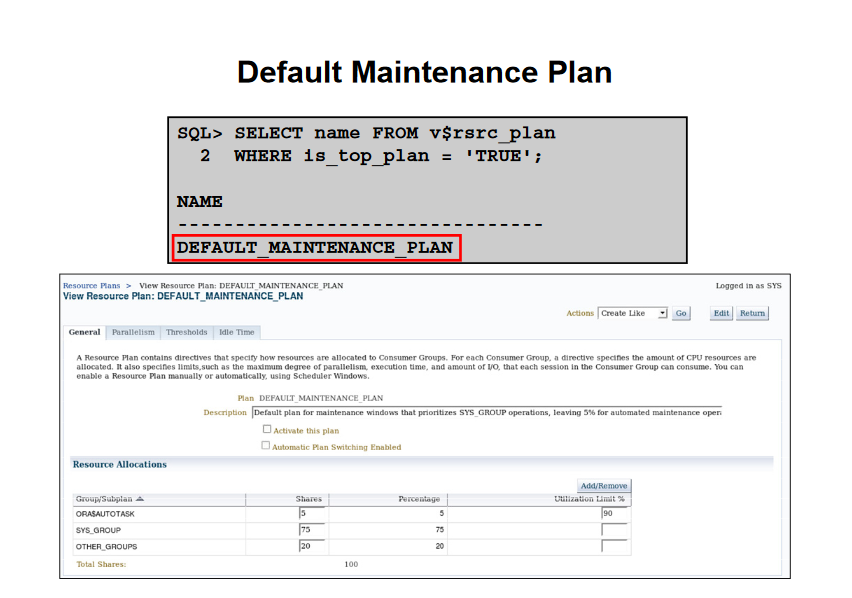 Default Maintenance Plan
SQL> SELECT name FROM v$rsrc_plan
2 WHERE is_top_plan = 'TRUE';
NAME
--------------------------------
DEFAULT_MAINTENANCE_PLAN
Resource Plans > View Resource Plan: DEFAULT_MAINTENANCE_PLAN Logged in as SYS
View Resource Plan: DEFAULT_MAINTENANCE_PLAN
Actions Create Like Go Edit Return
General Parallelism Thresholds Idle Time
A Resource Plan contains directives that specify how resources are allocated to Consumer Groups. For each Consumer Group, a directive specifies the amount of CPU resources are
allocated. It also specifies limits,such as the maximum degree of parallelism, execution time, and amount of I/O, that each session in the Consumer Group can consume. You can
enable a Resource Plan manually or automatically, using Scheduler Windows.
Plan DEFAULT_MAINTENANCE_PLAN
Description Default plan for maintenance windows that prioritizes SYS_GROUP operations, leaving 5% for automated maintenance opera
Activate this plan
Automatic Plan Switching Enabled
Resource Allocations
Add/Remove
Group/Subplan Shares Percentage Utilization Limit %
ORA$AUTOTASK 5 5 90
SYS_GROUP 75 75
OTHER_GROUPS 20 20
Total Shares: 100